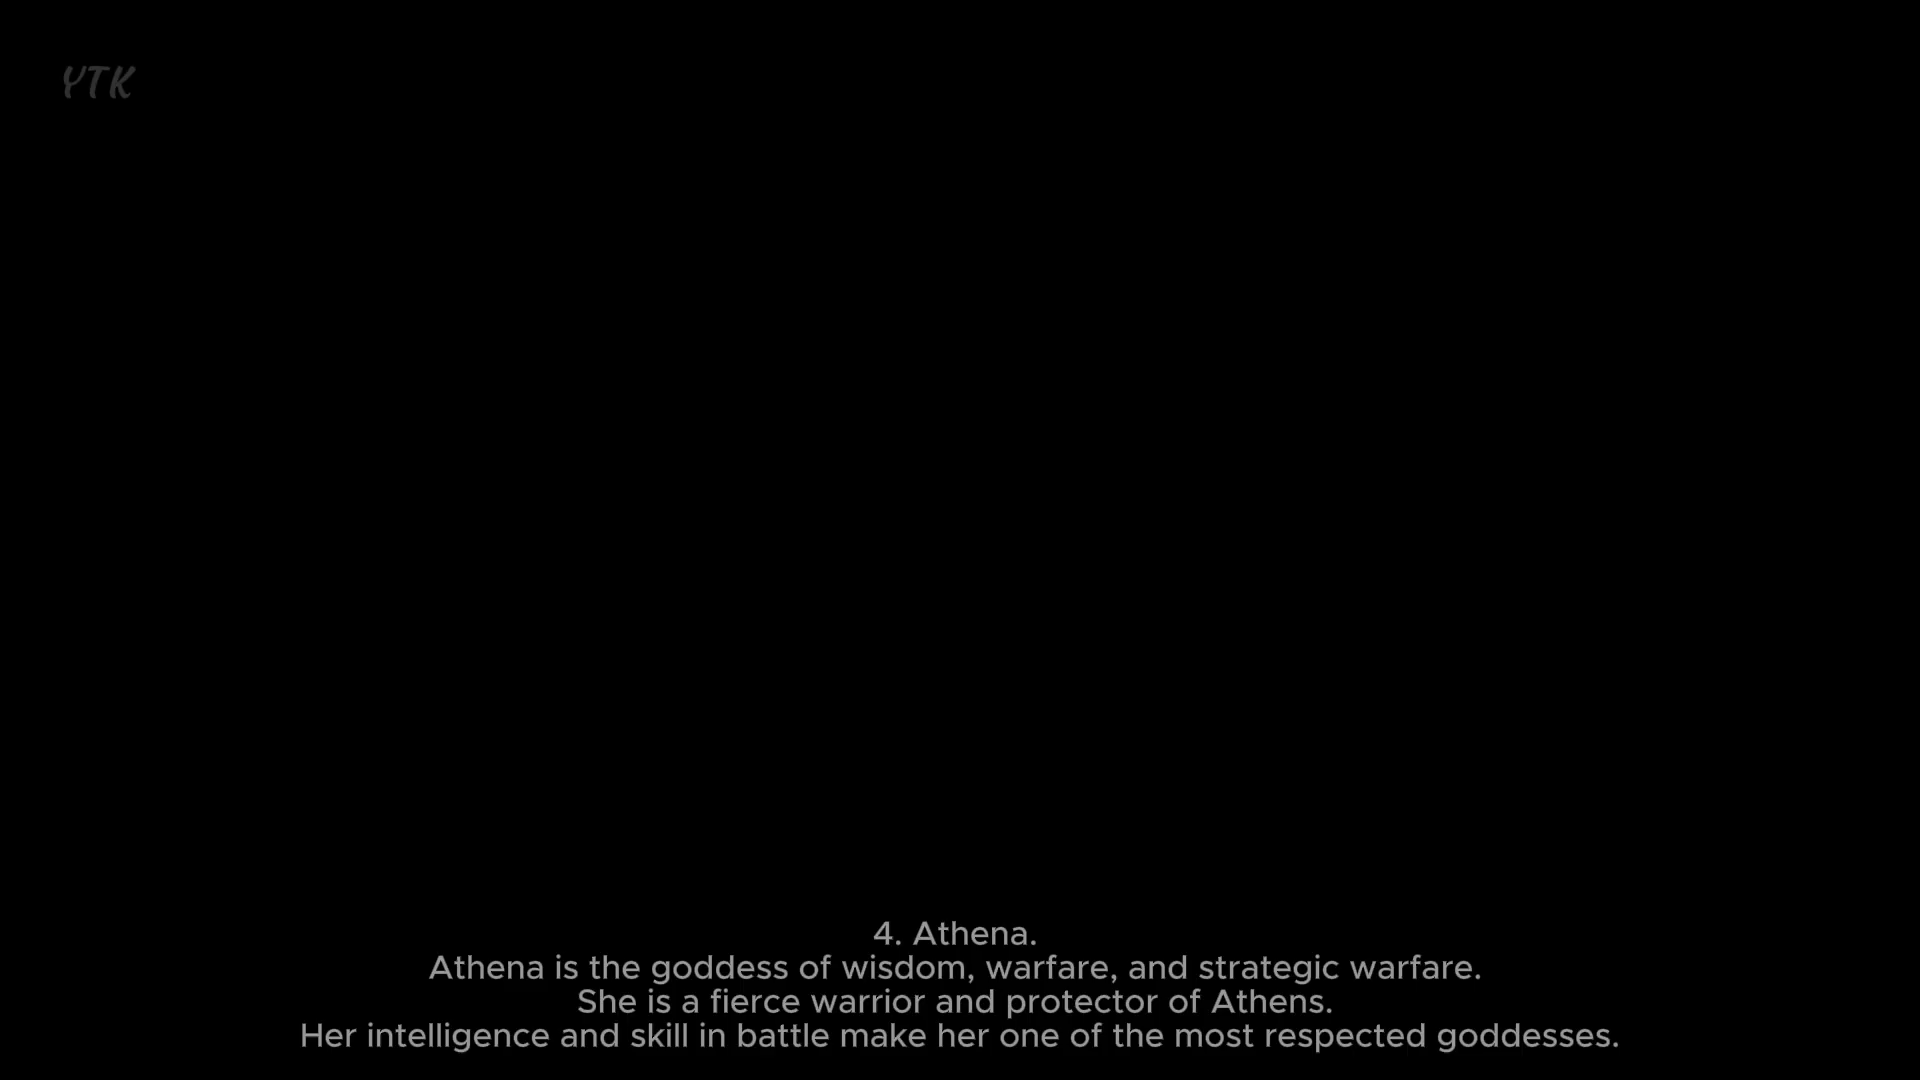 YTK
4. Athena.
Athena is the goddess of wisdom, warfare, and strategic warfare.
She is a fierce warrior and protector of Athens.
Her intelligence and skill in battle make her one of the most respected goddesses.